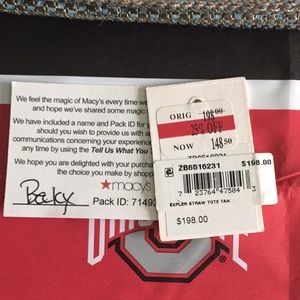 We feel the magic of Macy's every time we
and hope we've shared some magic
We have included a name and Pack ID for y
should you wish to provide us with a
communications concerning your experience
any time by using the Tell Us What You
We hope you are delighted with your purcha
the choice you make by shopping
Becky
macy's
Pack ID: 71493
ORIG 198.00
25% OFF
NOW 148.50
ZB6516231
ZB6516231 $198.00
7 23764 47504 3
EXPLER STRAW TOTE TAN
$198.00